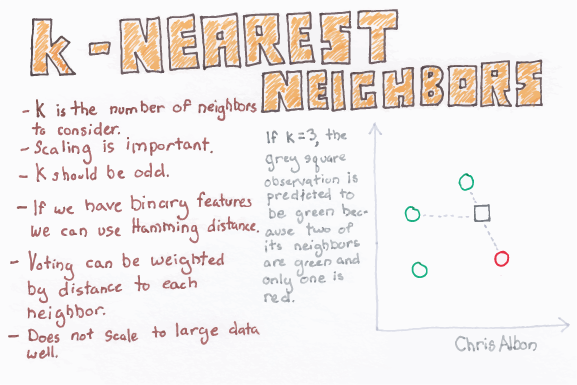 k-NEAREST
NEIGHBORS
- K is the number of neighbors
to consider.
- Scaling is important.
- K should be odd.
- If we have binary features
we can use Hamming distance.
- Voting can be weighted
by distance to each
neighbor.
- Does not scale to large data
well.
If k=3, the
grey square
observation is
predicted to
be green bec-
ause two of
its neighbors
are green and
only one is
red.
Chris Albon